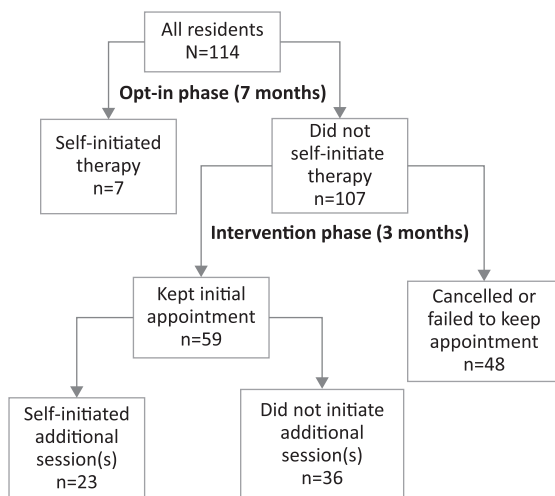 All residents
N=114
Opt-in phase (7 months)
Self-initiated
therapy
n=7
Did not
self-initiate
therapy
n=107
Intervention phase (3 months)
Kept initial
appointment
n=59
Cancelled or
failed to keep
appointment
n=48
Self-initiated
additional
session(s)
n=23
Did not initiate
additional
session(s)
n=36